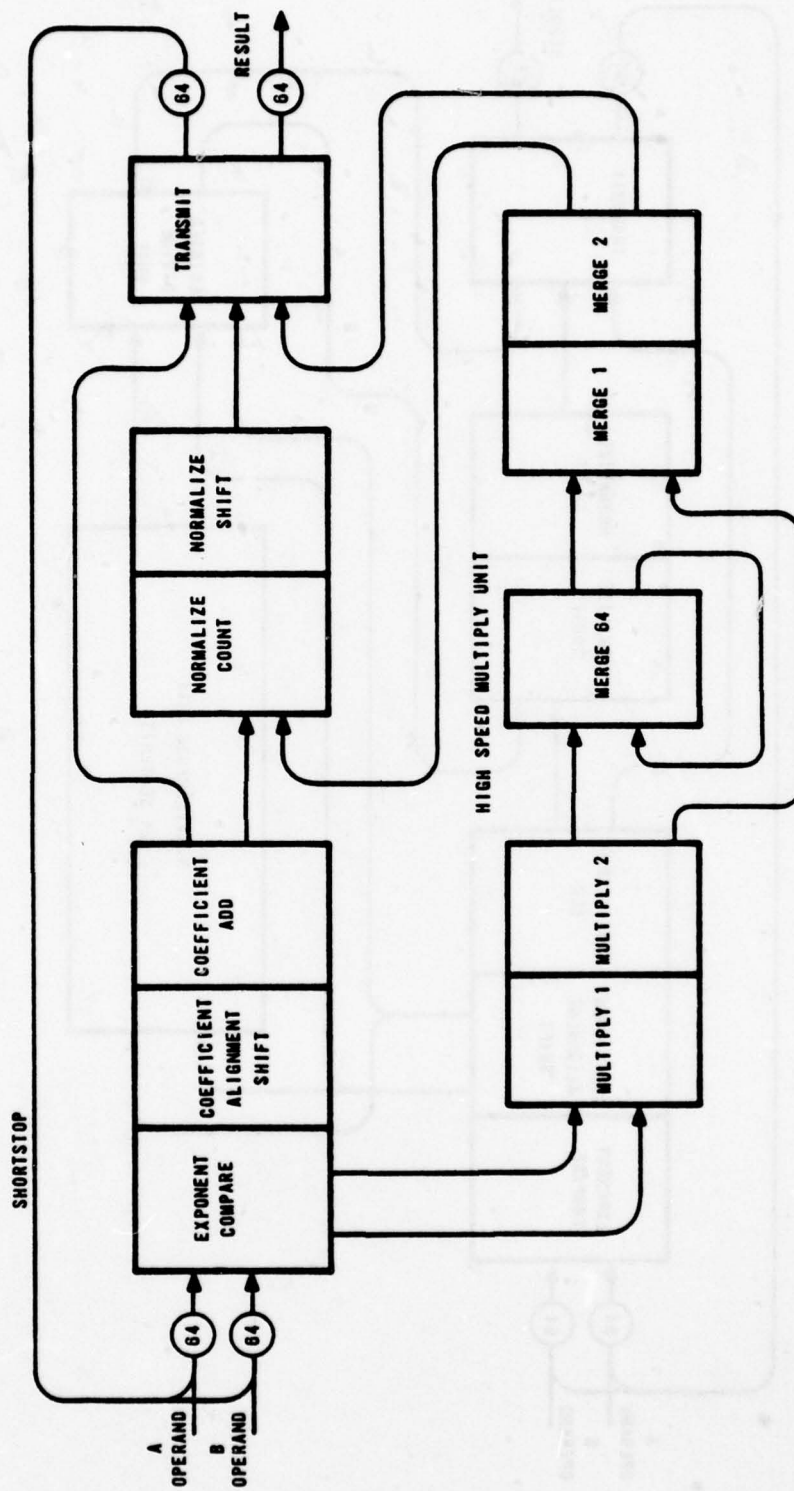 SHORTSTOP
A
OPERAND
B
OPERAND
64
64
EXPONENT
COMPARE
COEFFICIENT
ALIGNMENT
SHIFT
COEFFICIENT
ADD
NORMALIZE
COUNT
NORMALIZE
SHIFT
TRANSMIT
64
64
RESULT
HIGH SPEED MULTIPLY UNIT
MULTIPLY 1
MULTIPLY 2
MERGE 64
MERGE 1
MERGE 2